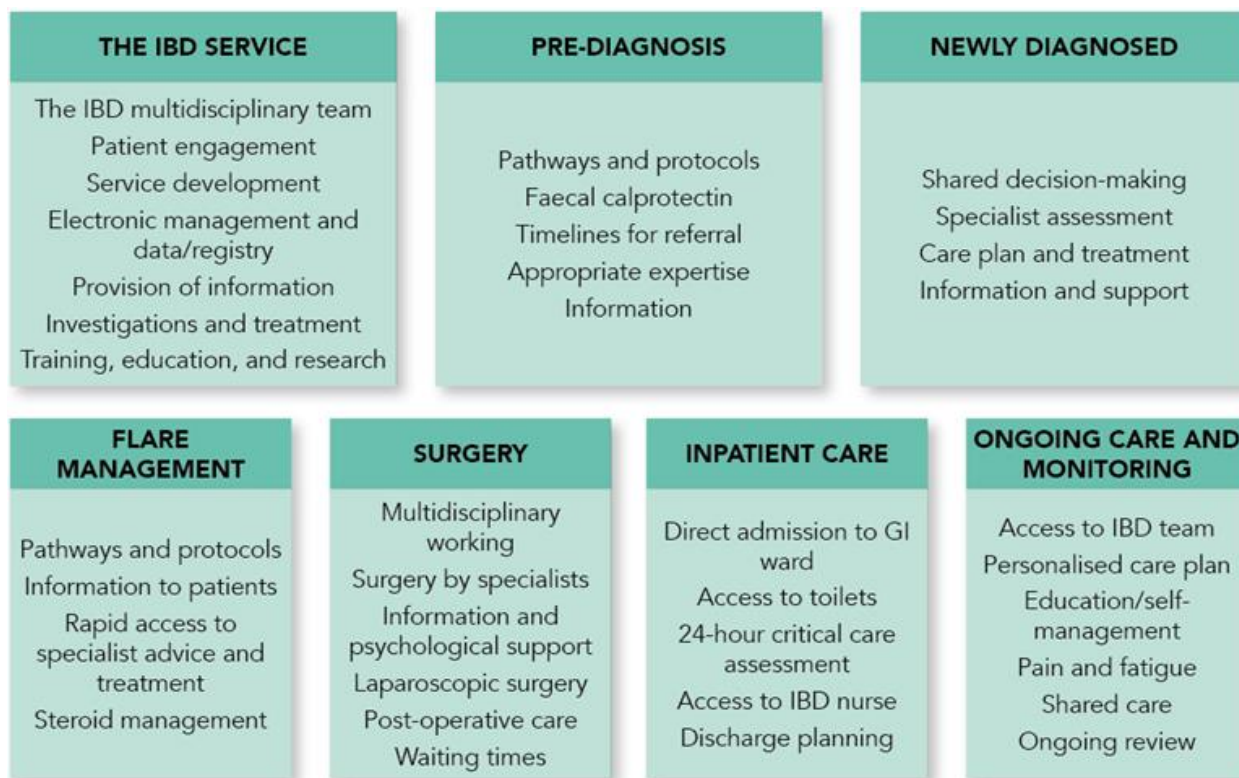 THE IBD SERVICE
The IBD multidisciplinary team
Patient engagement
Service development
Electronic management and
data/registry
Provision of information
Investigations and treatment
Training, education, and research
PRE-DIAGNOSIS
Pathways and protocols
Faecal calprotectin
Timelines for referral
Appropriate expertise
Information
NEWLY DIAGNOSED
Shared decision-making
Specialist assessment
Care plan and treatment
Information and support
FLARE
MANAGEMENT
Pathways and protocols
Information to patients
Rapid access to
specialist advice and
treatment
Steroid management
SURGERY
Multidisciplinary
working
Surgery by specialists
Information and
psychological support
Laparoscopic surgery
Post-operative care
Waiting times
INPATIENT CARE
Direct admission to GI
ward
Access to toilets
24-hour critical care
assessment
Access to IBD nurse
Discharge planning
ONGOING CARE AND
MONITORING
Access to IBD team
Personalised care plan
Education/self-
management
Pain and fatigue
Shared care
Ongoing review